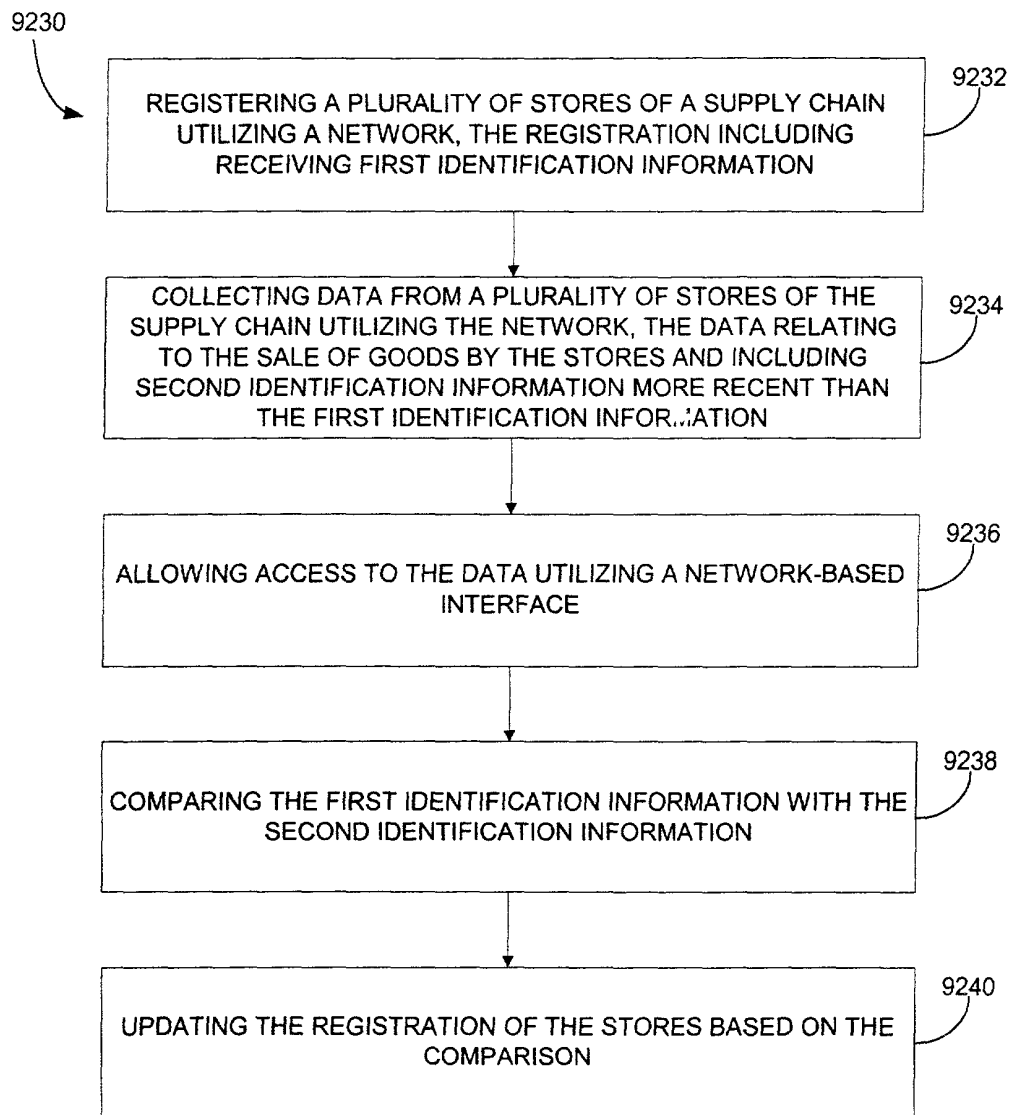 9230
9232
REGISTERING A PLURALITY OF STORES OF A SUPPLY CHAIN
UTILIZING A NETWORK, THE REGISTRATION INCLUDING
RECEIVING FIRST IDENTIFICATION INFORMATION
9234
COLLECTING DATA FROM A PLURALITY OF STORES OF THE
SUPPLY CHAIN UTILIZING THE NETWORK, THE DATA RELATING
TO THE SALE OF GOODS BY THE STORES AND INCLUDING
SECOND IDENTIFICATION INFORMATION MORE RECENT THAN
THE FIRST IDENTIFICATION INFORMATION
9236
ALLOWING ACCESS TO THE DATA UTILIZING A NETWORK-BASED
INTERFACE
9238
COMPARING THE FIRST IDENTIFICATION INFORMATION WITH THE
SECOND IDENTIFICATION INFORMATION
9240
UPDATING THE REGISTRATION OF THE STORES BASED ON THE
COMPARISON